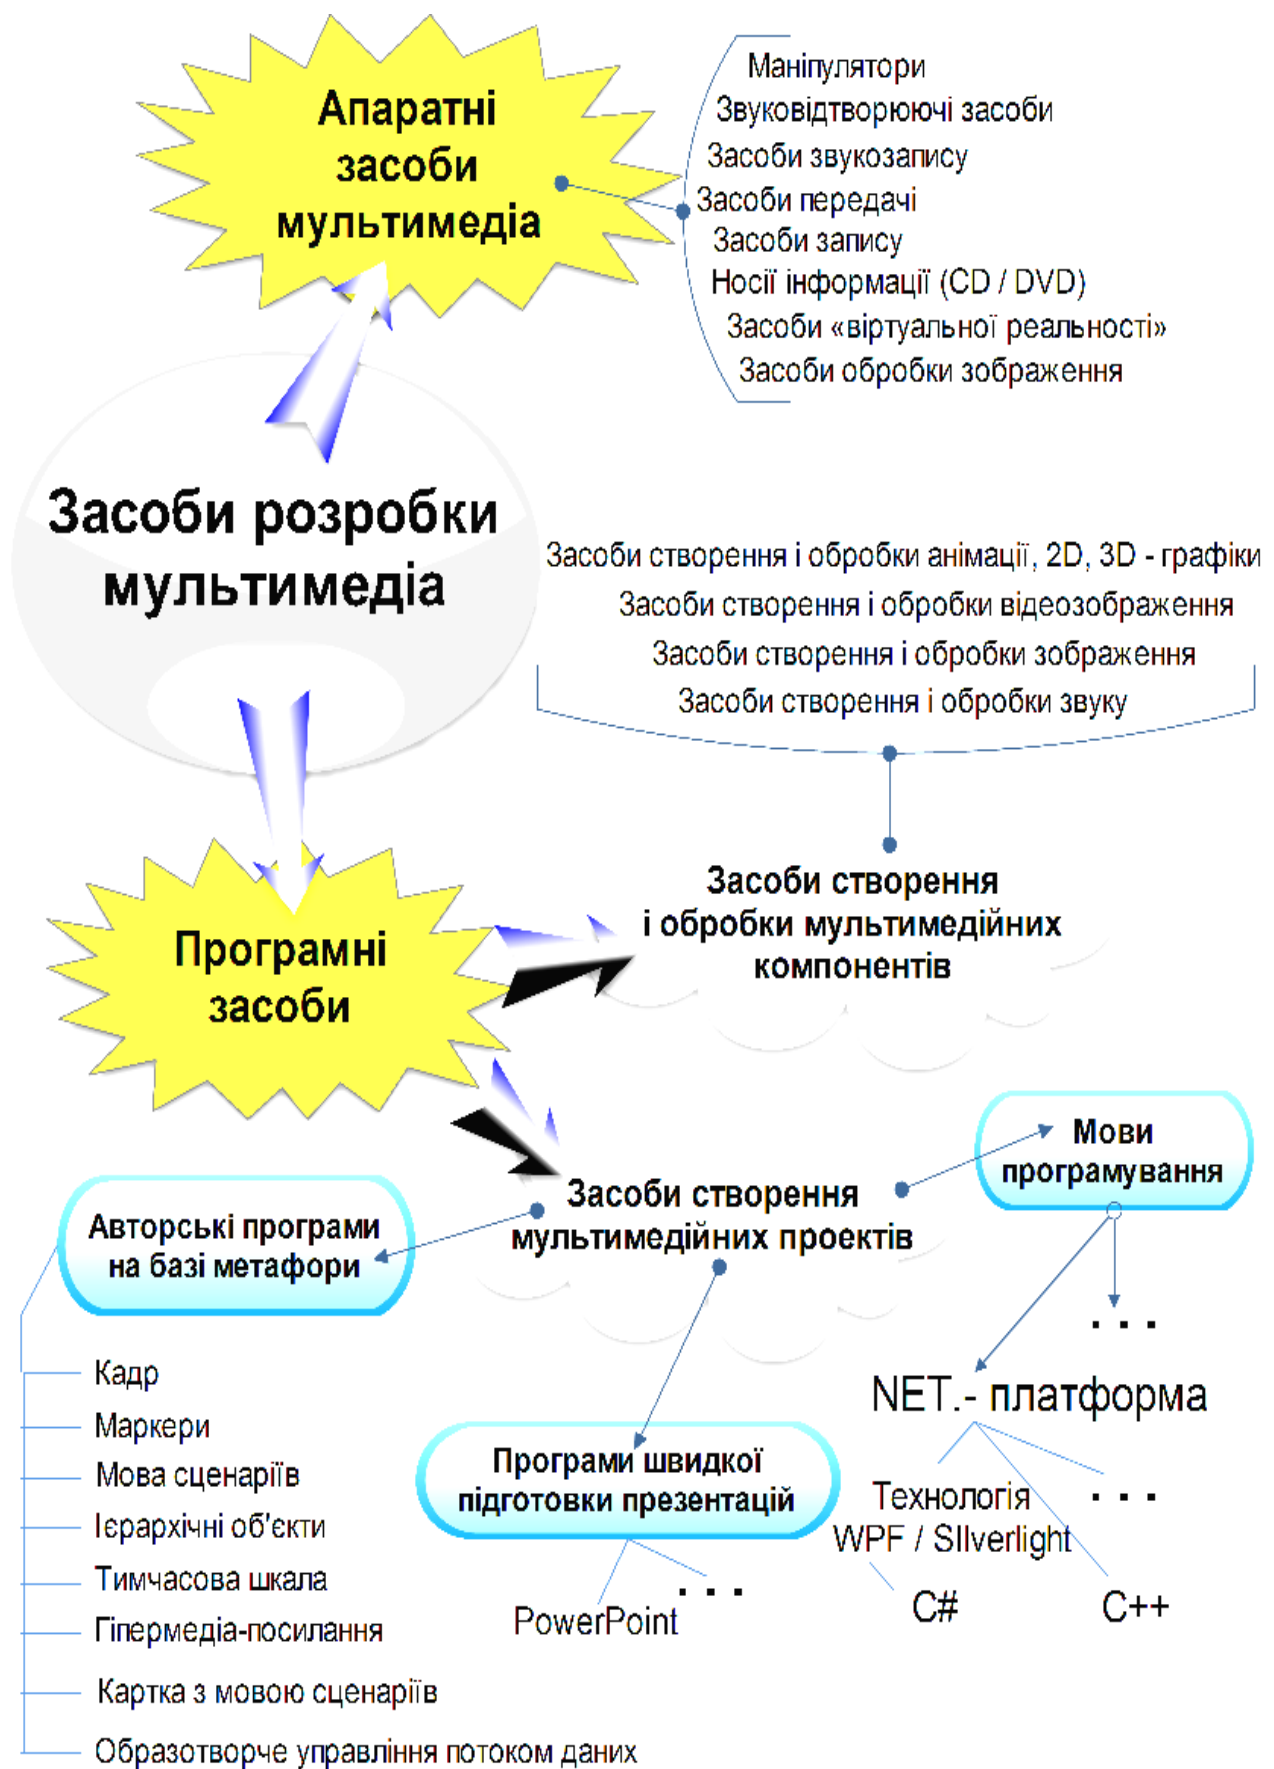 Апаратні
засоби
мультимедіа
Маніпулятори
Звуковідтворюючі засоби
Засоби звукозапису
Засоби передачі
Засоби запису
Носії інформації (CD / DVD)
Засоби «віртуальної реальності»
Засоби обробки зображення
Засоби розробки
мультимедіа
Засоби створення і обробки анімації, 2D, 3D - графіки
Засоби створення і обробки відеозображення
Засоби створення і обробки зображення
Засоби створення і обробки звуку
Засоби створення
і обробки мультимедійних
компонентів
Програмні
засоби
Мови
програмування
Засоби створення
мультимедійних проектів
Авторські програми
на базі метафори
. . .
NET.- платформа
Кадр
Маркери
Мова сценаріїв
Ієрархічні об'єкти
Тимчасова шкала
Гіпермедіа-посилання
Картка з мовою сценаріїв
Образотворче управління потоком даних
Програми швидкої
підготовки презентацій
PowerPoint
. . .
Технологія
WPF / SIlverlight
. . .
C#
C++